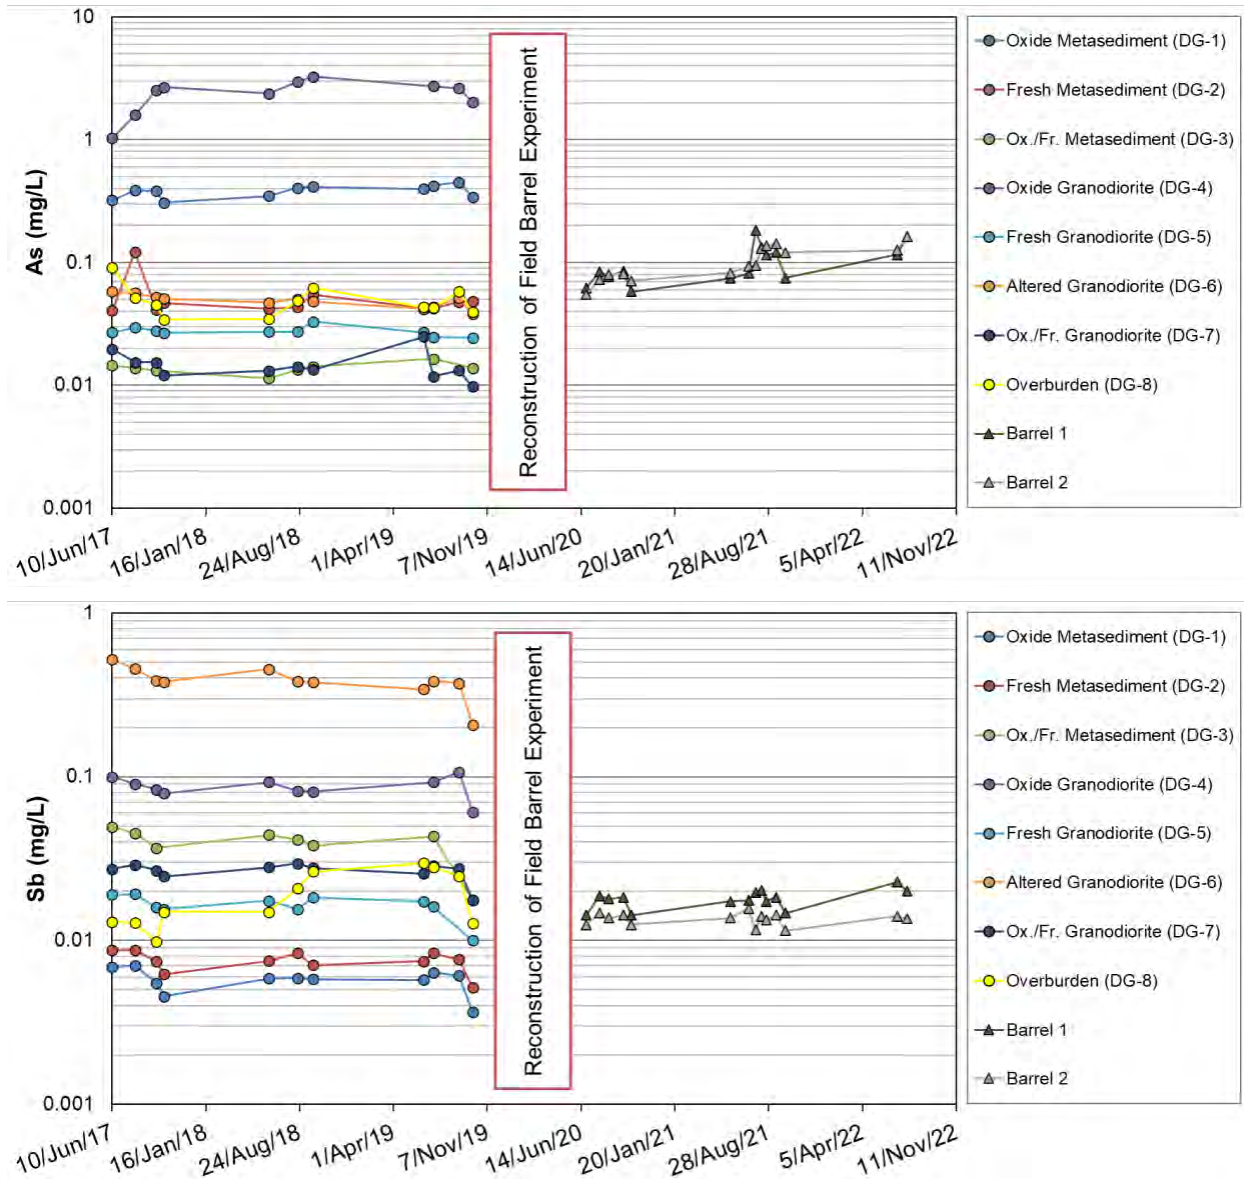 10
1
0.1
0.01
0.001
As (mg/L)
Reconstruction of Field Barrel Experiment
10/Jun/17
16/Jan/18
24/Aug/18
1/Apr/19
7/Nov/19
14/Jun/20
20/Jan/21
28/Aug/21
5/Apr/22
11/Nov/22
Oxide Metasediment (DG-1)
Fresh Metasediment (DG-2)
Ox./Fr. Metasediment (DG-3)
Oxide Granodiorite (DG-4)
Fresh Granodiorite (DG-5)
Altered Granodiorite (DG-6)
Ox./Fr. Granodiorite (DG-7)
Overburden (DG-8)
Barrel 1
Barrel 2
1
0.1
0.01
0.001
Sb (mg/L)
Reconstruction of Field Barrel Experiment
10/Jun/17
16/Jan/18
24/Aug/18
1/Apr/19
7/Nov/19
14/Jun/20
20/Jan/21
28/Aug/21
5/Apr/22
11/Nov/22
Oxide Metasediment (DG-1)
Fresh Metasediment (DG-2)
Ox./Fr. Metasediment (DG-3)
Oxide Granodiorite (DG-4)
Fresh Granodiorite (DG-5)
Altered Granodiorite (DG-6)
Ox./Fr. Granodiorite (DG-7)
Overburden (DG-8)
Barrel 1
Barrel 2